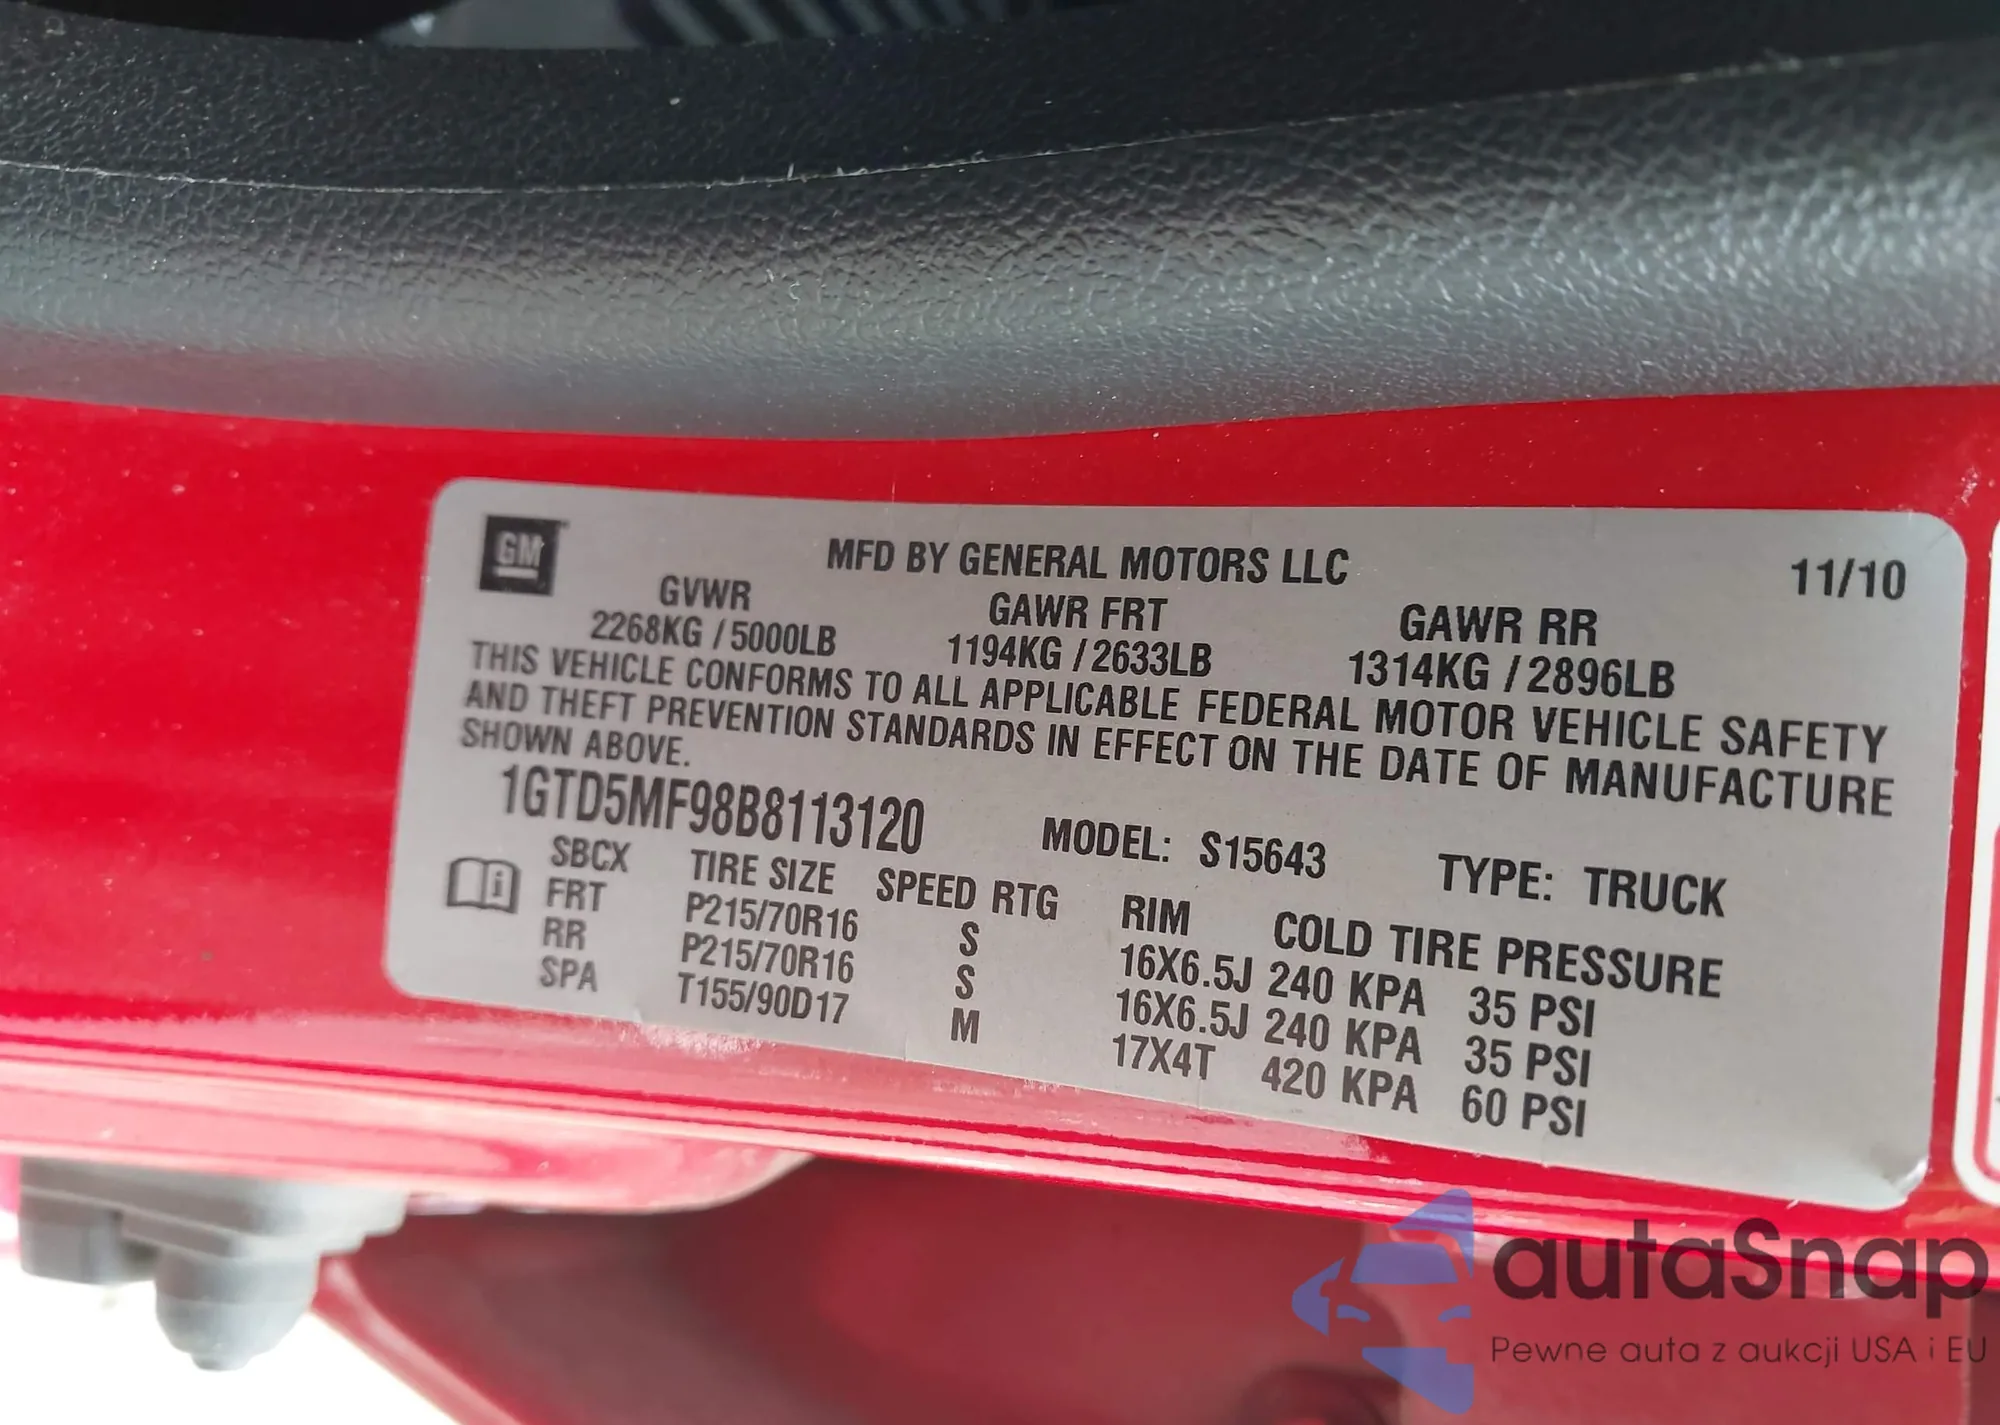 GM
MFD BY GENERAL MOTORS LLC 11/10
GVWR GAWR FRT GAWR RR
2268KG / 5000LB 1194KG / 2633LB 1314KG / 2896LB
THIS VEHICLE CONFORMS TO ALL APPLICABLE FEDERAL MOTOR VEHICLE SAFETY
AND THEFT PREVENTION STANDARDS IN EFFECT ON THE DATE OF MANUFACTURE
SHOWN ABOVE.
1GTD5MF98B8113120 MODEL: S15643 TYPE: TRUCK
SBCX TIRE SIZE SPEED RTG RIM COLD TIRE PRESSURE
FRT P215/70R16 S 16X6.5J 240 KPA 35 PSI
RR P215/70R16 S 16X6.5J 240 KPA 35 PSI
SPA T155/90D17 M 17X4T 420 KPA 60 PSI
autaSnap
Pewne auta z aukcji USA i EU